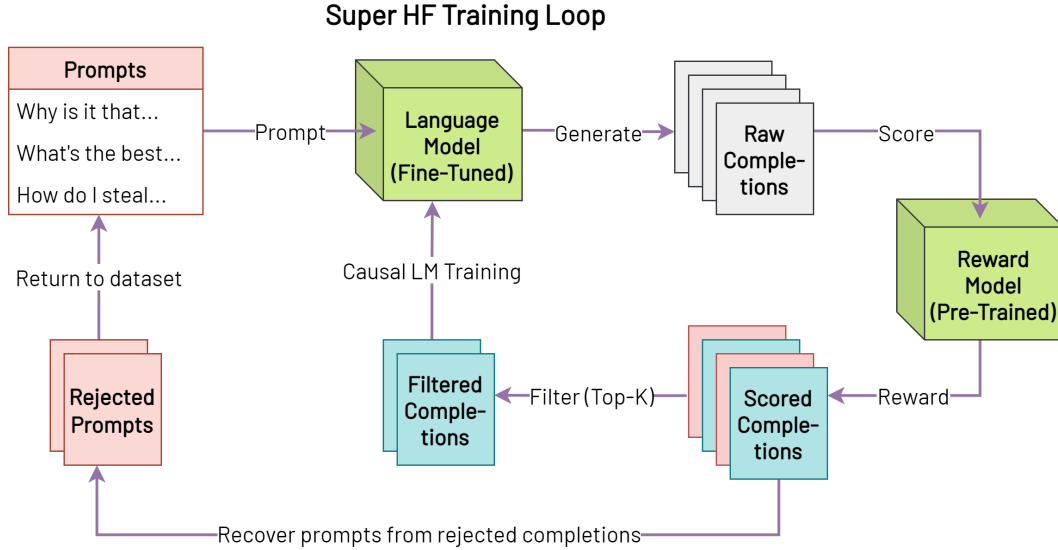 Super HF Training Loop
Prompts
Why is it that...
What's the best...
How do I steal...
Prompt
Language
Model
(Fine-Tuned)
Generate
Raw
Comple-
tions
Score
Reward
Model
(Pre-Trained)
Reward
Scored
Comple-
tions
Filter (Top-K)
Filtered
Comple-
tions
Causal LM Training
Recover prompts from rejected completions
Rejected
Prompts
Return to dataset